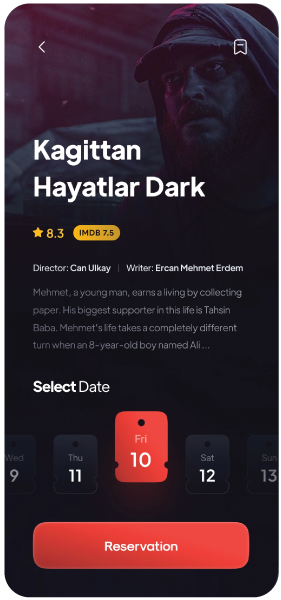 Kagittan
Hayatlar Dark
8.3 IMDB 7.5
Director: Can Ulkay | Writer: Ercan Mehmet Erdem
Mehmet, a young man, earns a living by collecting
paper. His biggest supporter in this life is Tahsin
Baba. Mehmet's life takes a completely different
turn when an 8-year-old boy named Ali ...
Select Date
Wed Thu Fri Sat Sun
9 11 10 12 13
Reservation